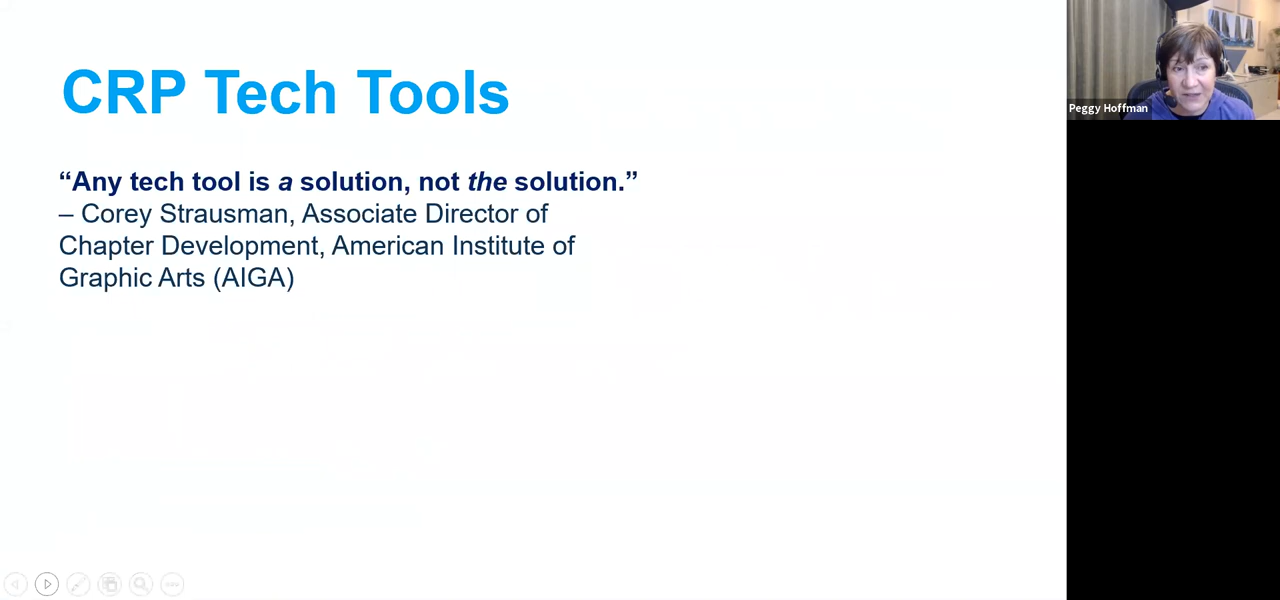 CRP Tech Tools
“Any tech tool is a solution, not the solution.”
– Corey Strausman, Associate Director of
Chapter Development, American Institute of
Graphic Arts (AIGA)
Peggy Hoffman